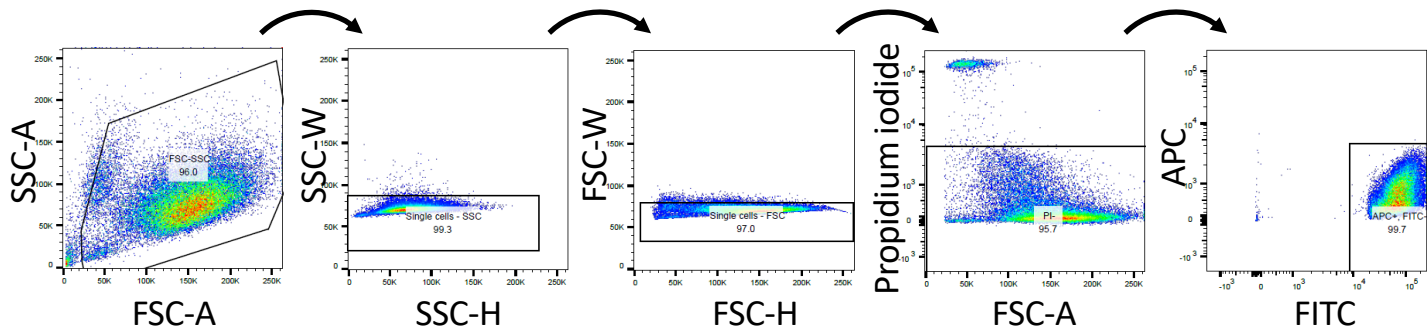 SSC-A
250K
200K
150K
100K
50K
0
FSC-SSC
96.0
0
50K
100K
150K
200K
250K
FSC-A
SSC-W
250K
200K
150K
100K
50K
0
Single cells - SSC
99.3
0
50K
100K
150K
200K
250K
SSC-H
FSC-W
250K
200K
150K
100K
50K
0
Single cells - FSC
97.0
0
50K
100K
150K
200K
250K
FSC-H
Propidium iodide
10^5
10^4
10^3
0
-10^3
PI-
95.7
0
50K
100K
150K
200K
250K
FSC-A
APC
10^5
10^4
10^3
0
-10^3
APC+, FITC-
99.7
-10^3
0
10^3
10^4
10^5
FITC